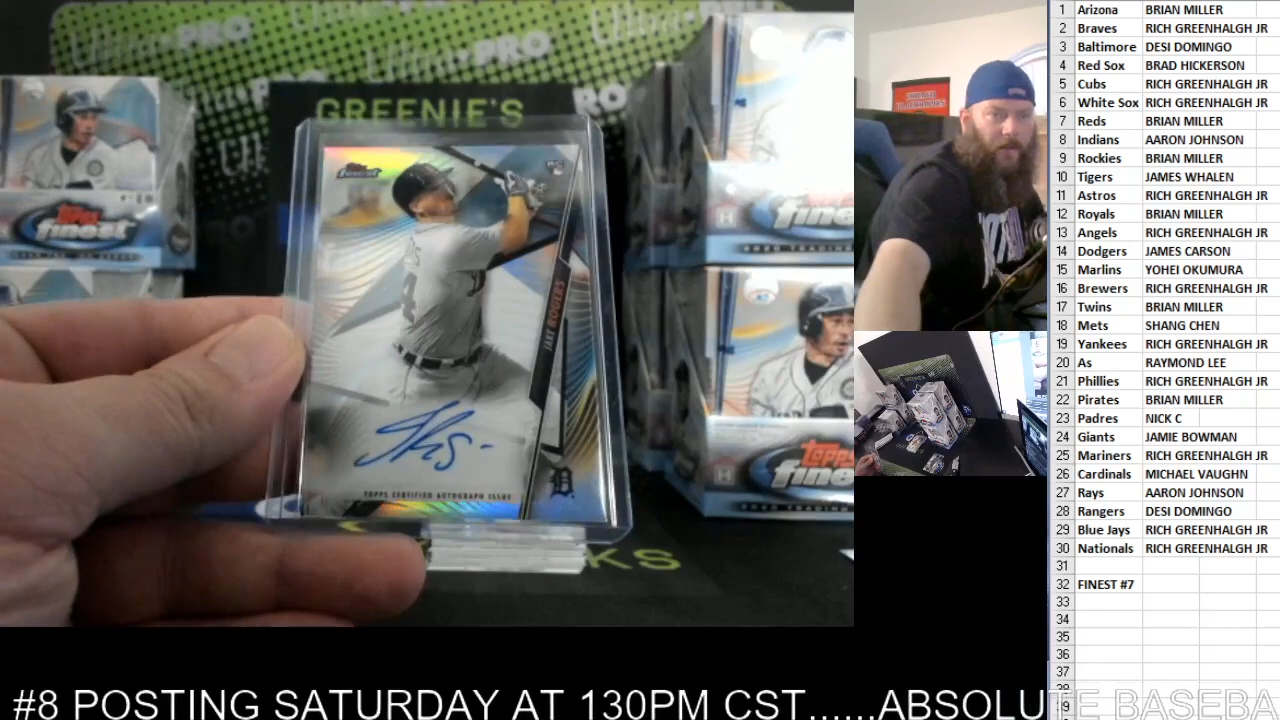 ULTRA•PRO
GREENIE'S
RO
Topps finest
RC
JAKE ROGERS
TOPPS CERTIFIED AUTOGRAPH ISSUE
D
KS
Topps
finest
Topps
finest
1 Arizona BRIAN MILLER
2 Braves RICH GREENHALGH JR
3 Baltimore DESI DOMINGO
4 Red Sox BRAD HICKERSON
5 Cubs RICH GREENHALGH JR
6 White Sox RICH GREENHALGH JR
7 Reds BRIAN MILLER
8 Indians AARON JOHNSON
9 Rockies BRIAN MILLER
10 Tigers JAMES WHALEN
11 Astros RICH GREENHALGH JR
12 Royals BRIAN MILLER
13 Angels RICH GREENHALGH JR
14 Dodgers JAMES CARSON
15 Marlins YOHEI OKUMURA
16 Brewers RICH GREENHALGH JR
17 Twins BRIAN MILLER
18 Mets SHANG CHEN
19 Yankees RICH GREENHALGH JR
20 As RAYMOND LEE
21 Phillies RICH GREENHALGH JR
22 Pirates BRIAN MILLER
23 Padres NICK C
24 Giants JAMIE BOWMAN
25 Mariners RICH GREENHALGH JR
26 Cardinals MICHAEL VAUGHN
27 Rays AARON JOHNSON
28 Rangers DESI DOMINGO
29 Blue Jays RICH GREENHALGH JR
30 Nationals RICH GREENHALGH JR
31
32 FINEST #7
33
34
35
36
37
#8 POSTING SATURDAY AT 130PM CST......ABSOLUTE BASEBA